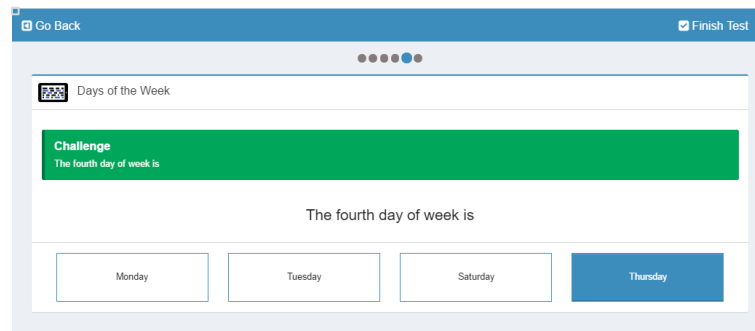 Go Back
Finish Test
Days of the Week
Challenge
The fourth day of week is
The fourth day of week is
Monday
Tuesday
Saturday
Thursday